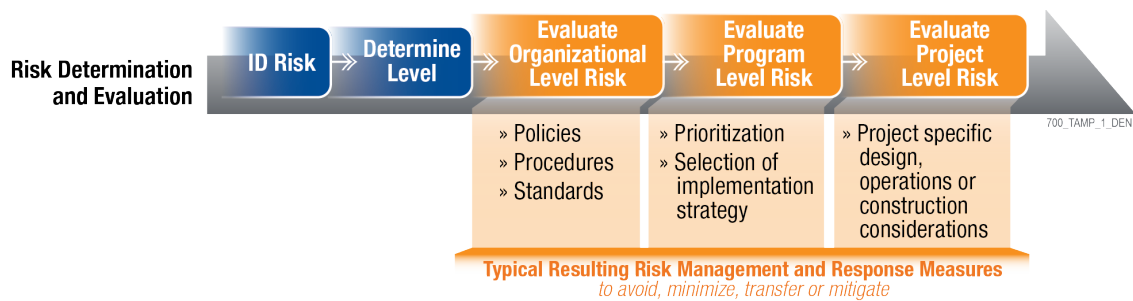 Risk Determination
and Evaluation
ID Risk
Determine
Level
Evaluate
Organizational
Level Risk
Evaluate
Program
Level Risk
Evaluate
Project
Level Risk
700_TAMP_1_DEN
» Policies
» Procedures
» Standards
» Prioritization
» Selection of
implementation
strategy
» Project specific
design,
operations or
construction
considerations
Typical Resulting Risk Management and Response Measures
to avoid, minimize, transfer or mitigate